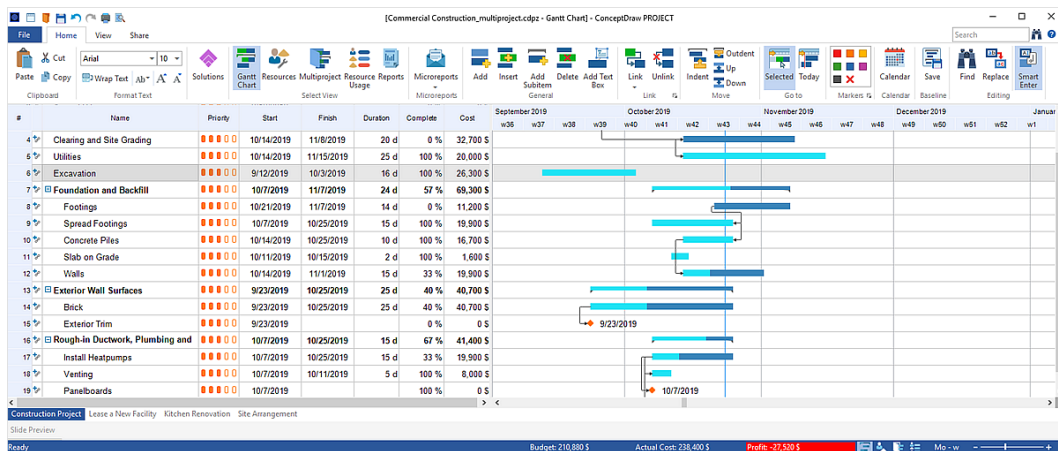 [Commercial Construction_multiproject.cdpz - Gantt Chart] - ConceptDraw PROJECT
File Home View Share Search
Paste Cut Copy
Arial 10
Wrap Text
Solutions Gantt Chart Resources Multiproject Resource Usage Reports Microreports
Add Insert Add Subitem Delete Add Text Box Link Unlink Indent Outdent Up Down
Selected Today Calendar Save Find Replace Smart Enter
Clipboard Format Text Select View Microreports General Link Move Go to Markers Calendar Baseline Editing
# Name Priority Start Finish Duration Complete Cost
September 2019 October 2019 November 2019 December 2019 Januar
w36 w37 w38 w39 w40 w41 w42 w43 w44 w45 w46 w47 w48 w49 w50 w51 w52 w1
4 Clearing and Site Grading 10/14/2019 11/8/2019 20 d 0 % 32,700 $
5 Utilities 10/14/2019 11/15/2019 25 d 100 % 20,000 $
6 Excavation 9/12/2019 10/3/2019 16 d 100 % 26,300 $
7 Foundation and Backfill 10/7/2019 11/7/2019 24 d 57 % 69,300 $
8 Footings 10/21/2019 11/7/2019 14 d 0 % 11,200 $
9 Spread Footings 10/7/2019 10/25/2019 15 d 100 % 19,900 $
10 Concrete Piles 10/14/2019 10/25/2019 10 d 100 % 16,700 $
11 Slab on Grade 10/11/2019 10/15/2019 2 d 100 % 1,600 $
12 Walls 10/14/2019 11/1/2019 15 d 33 % 19,900 $
13 Exterior Wall Surfaces 9/23/2019 10/25/2019 25 d 40 % 40,700 $
14 Brick 9/23/2019 10/25/2019 25 d 40 % 40,700 $
15 Exterior Trim 9/23/2019 0 % 0 $ 9/23/2019
16 Rough-in Ductwork, Plumbing and 10/7/2019 10/25/2019 15 d 67 % 41,400 $
17 Install Heatpumps 10/7/2019 10/25/2019 15 d 33 % 19,900 $
18 Venting 10/7/2019 10/11/2019 5 d 100 % 8,000 $
19 Panelboards 10/7/2019 100 % 0 $ 10/7/2019
Construction Project Lease a New Facility Kitchen Renovation Site Arrangement
Slide Preview
Ready Budget: 210,880 $ Actual Cost: 238,400 $ Profit: -27,520 $ Mo - w